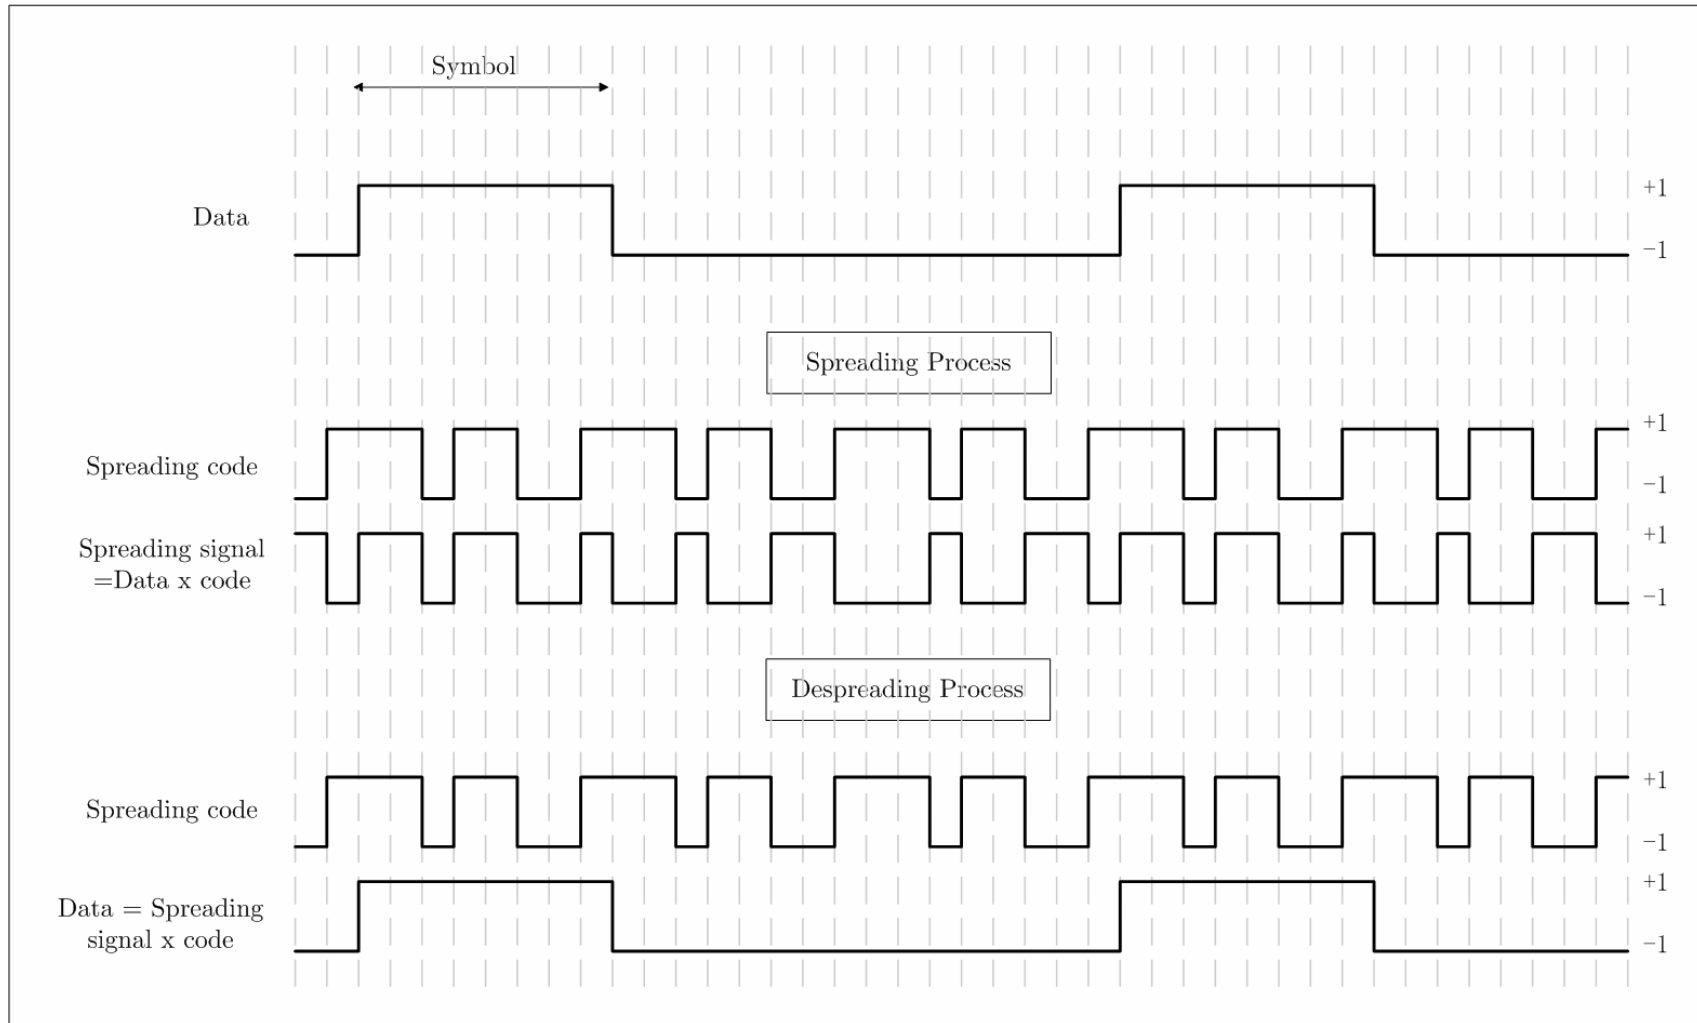 Symbol
Data
+1
−1
Spreading Process
Spreading code
+1
−1
Spreading signal
=Data x code
+1
−1
Despreading Process
Spreading code
+1
−1
Data = Spreading
signal x code
+1
−1